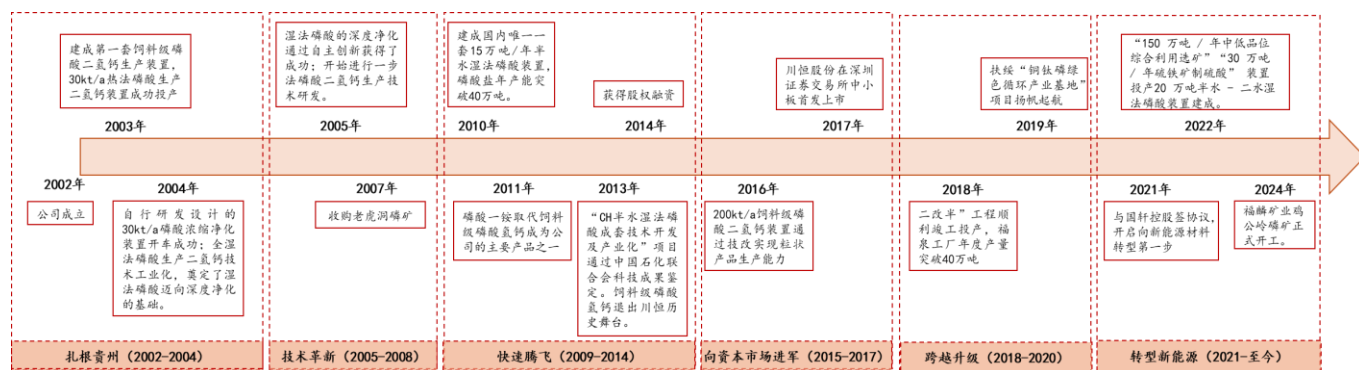 建成第一套饲料级磷
酸二氢钙生产装置，
30kt/a热法磷酸生产
二氢钙装置成功投产
2003年
2002年
公司成立
2004年
自行研发设计的
30kt/a磷酸浓缩净化
装置开车成功；全湿
法磷酸生产二氢钙技
术工业化，奠定了湿
法磷酸迈向深度净化
的基础。
扎根贵州（2002-2004）
湿法磷酸的深度净化
通过自主创新获得了
成功；开始进行一步
法磷酸二氢钙生产技
术研发。
2005年
2007年
收购老虎洞磷矿
技术革新（2005-2008）
建成国内唯一一
套15万吨/年半
水湿法磷酸装置，
磷酸盐年产能突
破40万吨。
2010年
获得股权融资
2014年
2011年
磷酸一铵取代饲料
级磷酸氢钙成为公
司的主要产品之一
2013年
“CH半水湿法磷
酸成套技术开发
及产业化”项目
通过中国石化联
合会科技成果鉴
定。饲料级磷酸
氢钙退出川恒历
史舞台。
快速腾飞（2009-2014）
川恒股份在深圳
证券交易所中小
板首发上市
2017年
2016年
200kt/a饲料级磷
酸二氢钙装置通
过技改实现粒状
产品生产能力
向资本市场进军（2015-2017）
扶绥“铜钛磷绿
色循环产业基地”
项目扬帆起航
2019年
2018年
二改半”工程顺
利竣工投产，福
泉工厂年度产量
突破40万吨
跨越升级（2018-2020）
“150 万吨 / 年中低品位
综合利用选矿”“30 万吨
/ 年硫铁矿制硫酸” 装置
投产20 万吨半水 - 二水湿
法磷酸装置建成。
2022年
2021年
与国轩控股签协议，
开启向新能源材料
转型第一步
2024年
福麟矿业鸡
公岭磷矿正
式开工。
转型新能源（2021-至今）